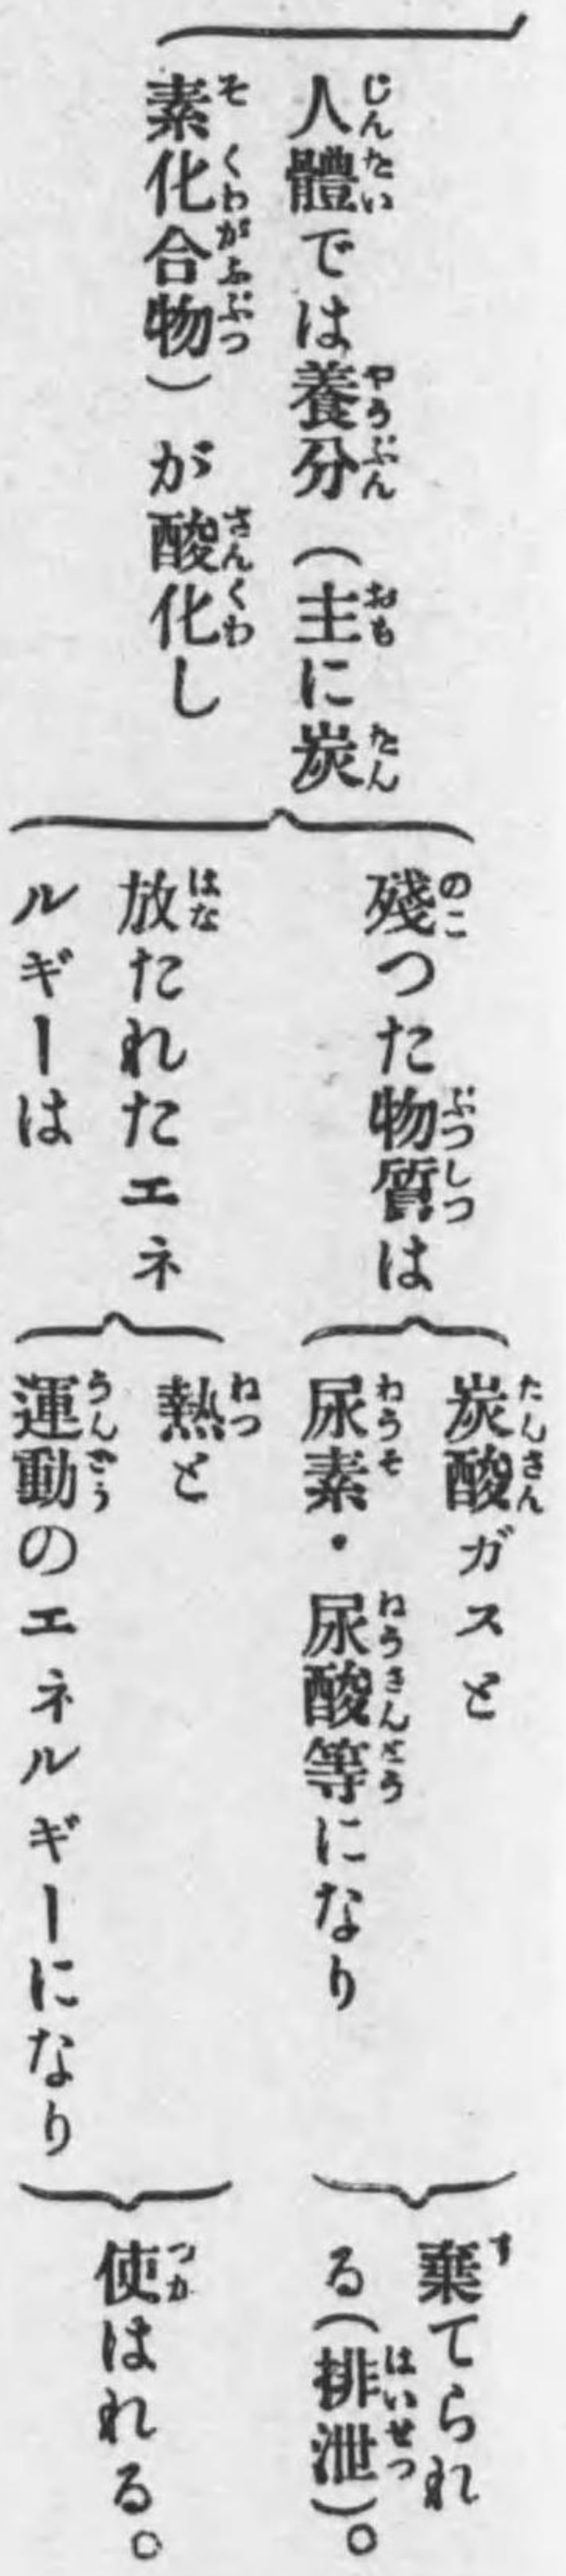 人體では養分（主に炭
素化合物）が酸化し
殘つた物質は
炭酸ガスと
尿素・尿酸等になり
棄てられ
る（排泄）。
放たれたエネ
ルギーは
熱と
運動のエネルギーになり
使はれる。